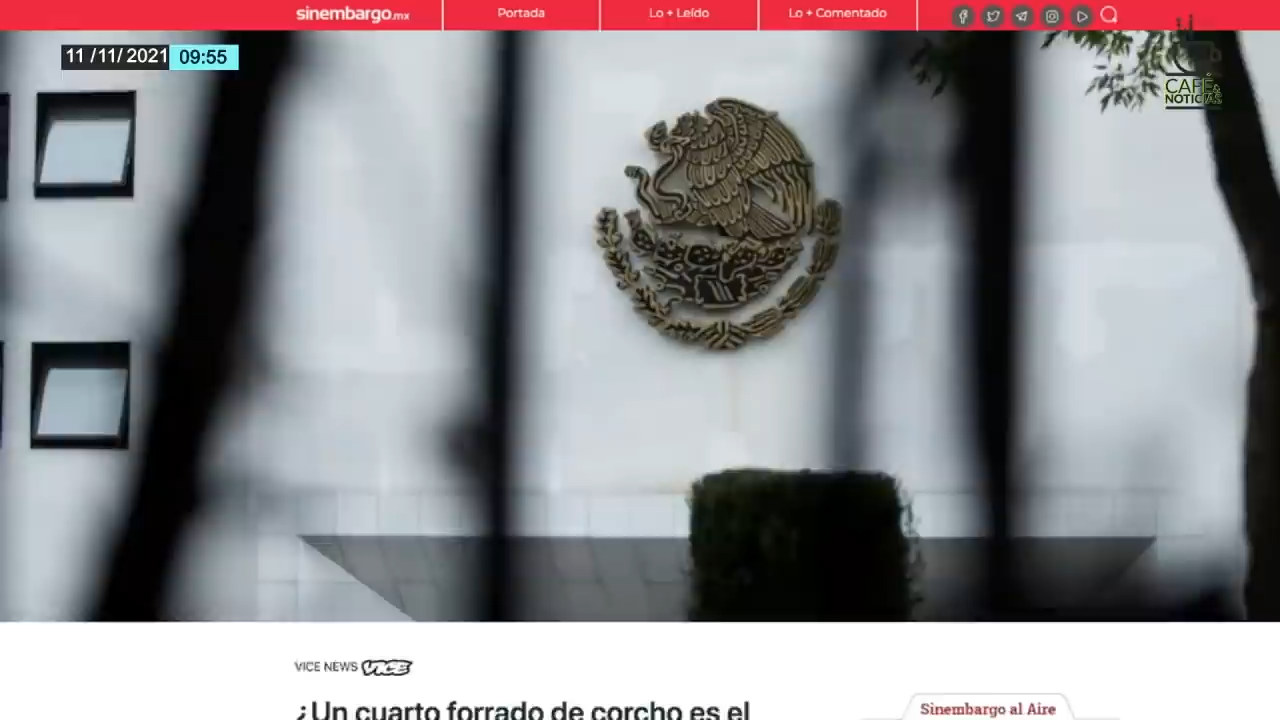 sinembargo.mx
Portada
Lo + Leído
Lo + Comentado
11 /11/ 2021 09:55
CAFÉ &
NOTICIAS
VICE NEWS VICE
¿Un cuarto forrado de corcho es el
Sinembargo al Aire